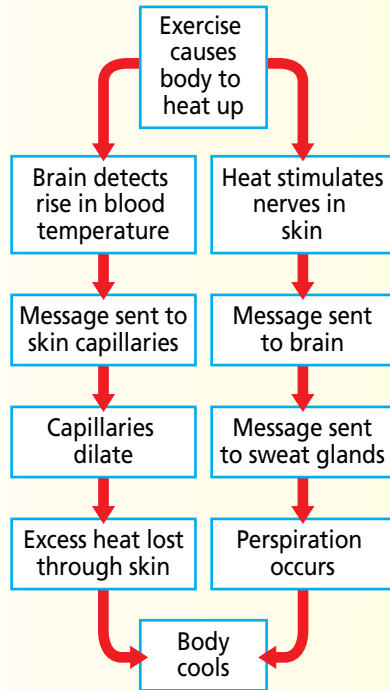 Exercise
causes
body to
heat up
Brain detects
rise in blood
temperature
Message sent to
skin capillaries
Capillaries
dilate
Excess heat lost
through skin
Heat stimulates
nerves in
skin
Message sent
to brain
Message sent
to sweat glands
Perspiration
occurs
Body
cools